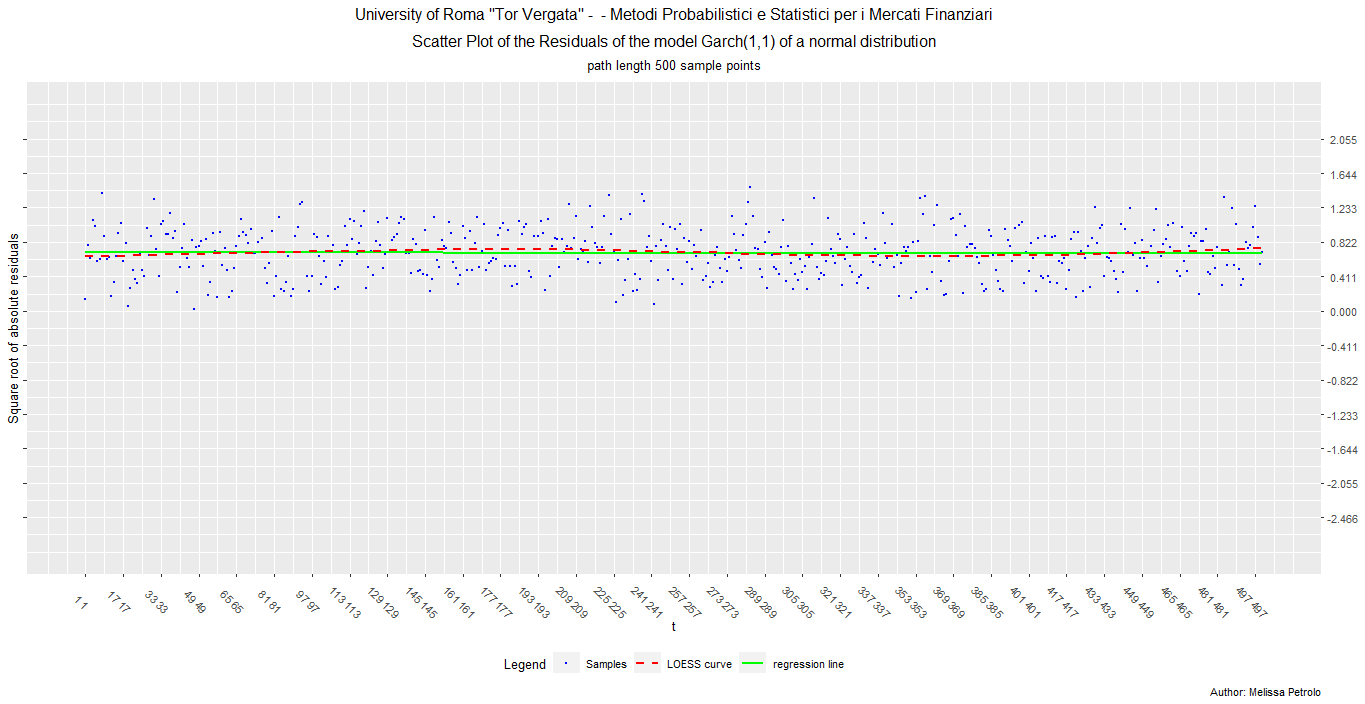 University of Roma "Tor Vergata" -  - Metodi Probabilistici e Statistici per i Mercati Finanziari
Scatter Plot of the Residuals of the model Garch(1,1) of a normal distribution
path length 500 sample points
Square root of absolute residuals
2.055
1.644
1.233
0.822
0.411
0.000
-0.411
-0.822
-1.233
-1.644
-2.055
-2.466
1 1 17 17 33 33 49 49 65 65 81 81 97 97 113 113 129 129 145 145 161 161 177 177 193 193 209 209 225 225 241 241 257 257 273 273 289 289 305 305 321 321 337 337 353 353 369 369 385 385 401 401 417 417 433 433 449 449 465 465 481 481 497 497
t
Legend Samples LOESS curve regression line
Author: Melissa Petrolo